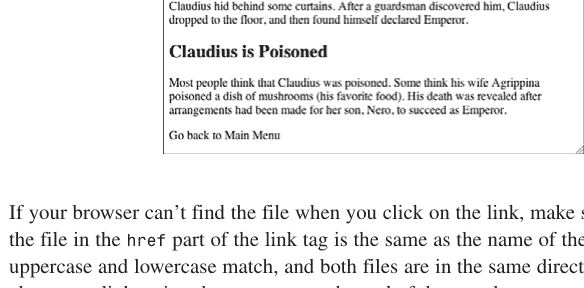 Claudius hid behind some curtains. After a guardsman discovered him, Claudius
dropped to the floor, and then found himself declared Emperor.
Claudius is Poisoned
Most people think that Claudius was poisoned. Some think his wife Agrippina
poisoned a dish of mushrooms (his favorite food). His death was revealed after
arrangements had been made for her son, Nero, to succeed as Emperor.
Go back to Main Menu
If your browser can't find the file when you click on the link, make
the file in the href part of the link tag is the same as the name of the
uppercase and lowercase match, and both files are in the same